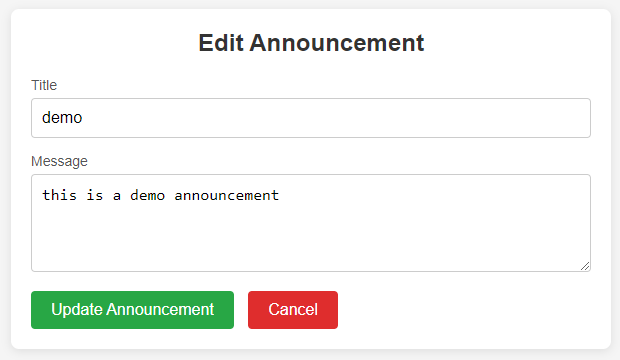 Edit Announcement
Title
demo
Message
this is a demo announcement
Update Announcement
Cancel